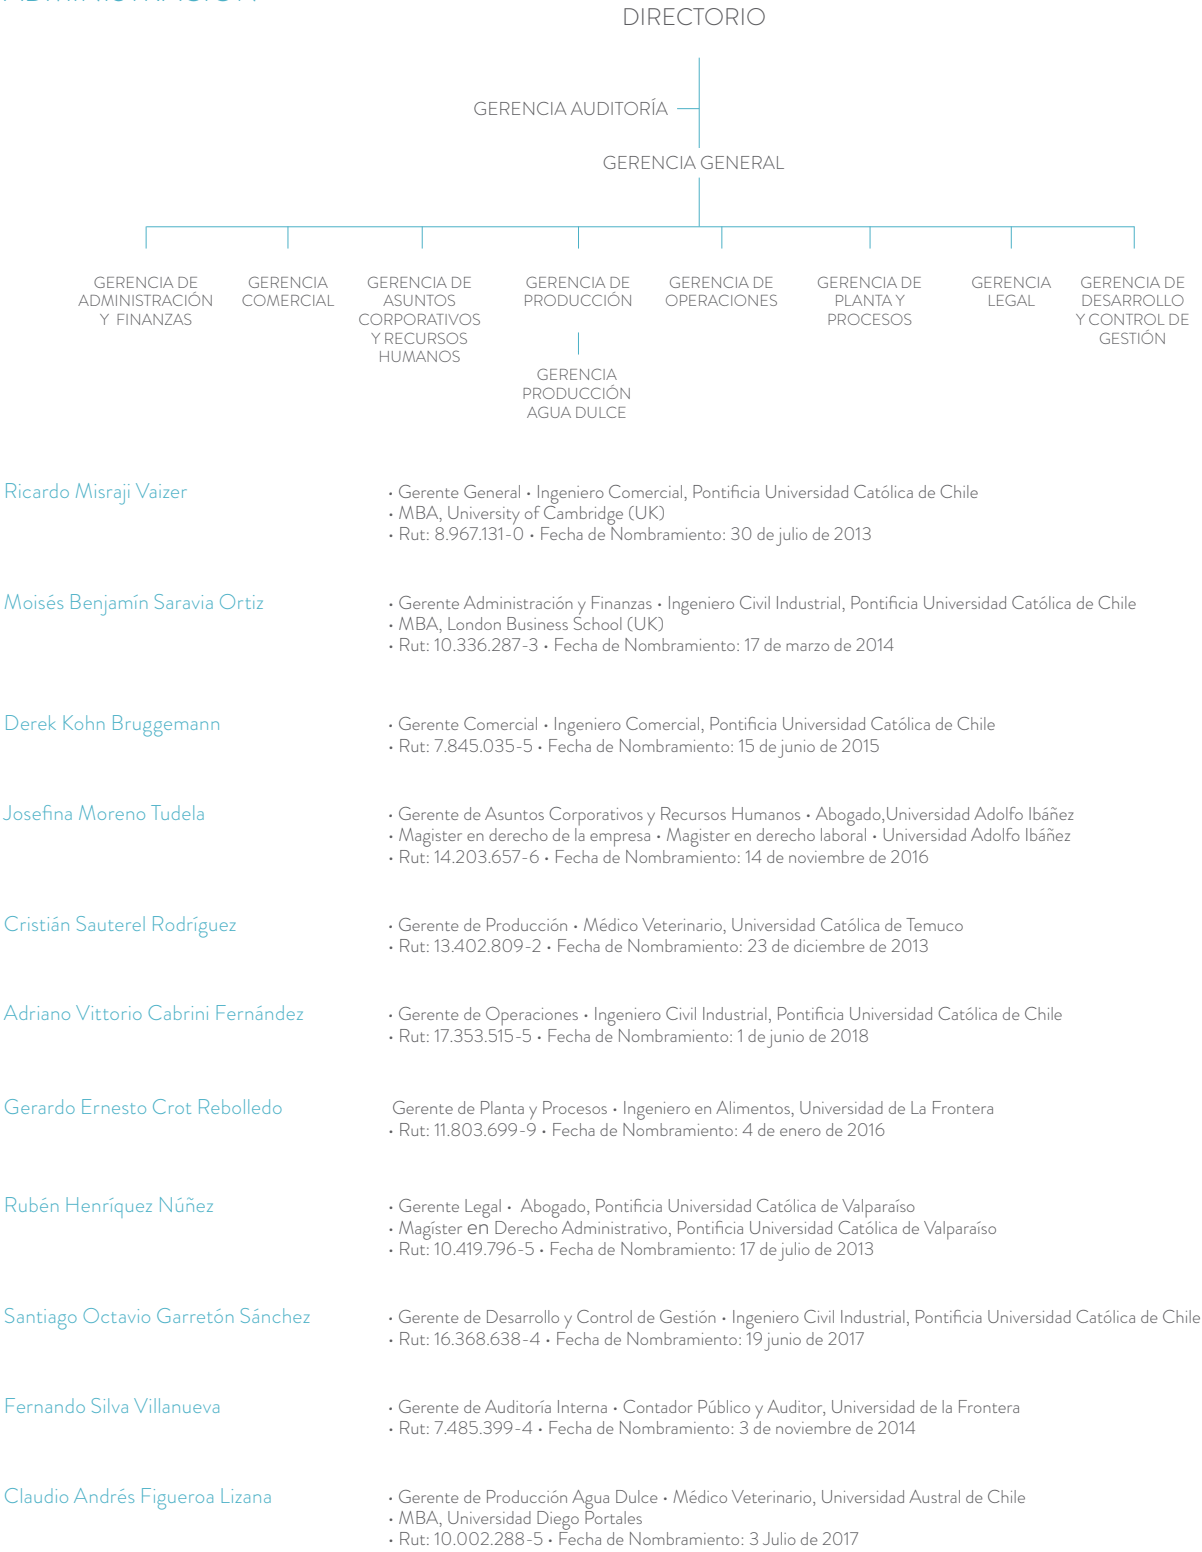 DIRECTORIO
GERENCIA AUDITORÍA
GERENCIA GENERAL
GERENCIA DE
ADMINISTRACIÓN
Y FINANZAS
GERENCIA
COMERCIAL
GERENCIA DE
ASUNTOS
CORPORATIVOS
Y RECURSOS
HUMANOS
GERENCIA DE
PRODUCCIÓN
GERENCIA
PRODUCCIÓN
AGUA DULCE
GERENCIA DE
OPERACIONES
GERENCIA DE
PLANTA Y
PROCESOS
GERENCIA
LEGAL
GERENCIA DE
DESARROLLO
Y CONTROL DE
GESTIÓN
Ricardo Misraji Vaizer
• Gerente General • Ingeniero Comercial, Pontificia Universidad Católica de Chile
• MBA, University of Cambridge (UK)
• Rut: 8.967.131-0 • Fecha de Nombramiento: 30 de julio de 2013
Moisés Benjamín Saravia Ortiz
• Gerente Administración y Finanzas • Ingeniero Civil Industrial, Pontificia Universidad Católica de Chile
• MBA, London Business School (UK)
• Rut: 10.336.287-3 • Fecha de Nombramiento: 17 de marzo de 2014
Derek Kohn Bruggemann
• Gerente Comercial • Ingeniero Comercial, Pontificia Universidad Católica de Chile
• Rut: 7.845.035-5 • Fecha de Nombramiento: 15 de junio de 2015
Josefina Moreno Tudela
• Gerente de Asuntos Corporativos y Recursos Humanos • Abogado,Universidad Adolfo Ibáñez
• Magister en derecho de la empresa • Magister en derecho laboral • Universidad Adolfo Ibáñez
• Rut: 14.203.657-6 • Fecha de Nombramiento: 14 de noviembre de 2016
Cristián Sauterel Rodríguez
• Gerente de Producción • Médico Veterinario, Universidad Católica de Temuco
• Rut: 13.402.809-2 • Fecha de Nombramiento: 23 de diciembre de 2013
Adriano Vittorio Cabrini Fernández
• Gerente de Operaciones • Ingeniero Civil Industrial, Pontificia Universidad Católica de Chile
• Rut: 17.353.515-5 • Fecha de Nombramiento: 1 de junio de 2018
Gerardo Ernesto Crot Rebolledo
Gerente de Planta y Procesos • Ingeniero en Alimentos, Universidad de La Frontera
• Rut: 11.803.699-9 • Fecha de Nombramiento: 4 de enero de 2016
Rubén Henríquez Núñez
• Gerente Legal • Abogado, Pontificia Universidad Católica de Valparaíso
• Magíster en Derecho Administrativo, Pontificia Universidad Católica de Valparaíso
• Rut: 10.419.796-5 • Fecha de Nombramiento: 17 de julio de 2013
Santiago Octavio Garretón Sánchez
• Gerente de Desarrollo y Control de Gestión • Ingeniero Civil Industrial, Pontificia Universidad Católica de Chile
• Rut: 16.368.638-4 • Fecha de Nombramiento: 19 junio de 2017
Fernando Silva Villanueva
• Gerente de Auditoría Interna • Contador Público y Auditor, Universidad de la Frontera
• Rut: 7.485.399-4 • Fecha de Nombramiento: 3 de noviembre de 2014
Claudio Andrés Figueroa Lizana
• Gerente de Producción Agua Dulce • Médico Veterinario, Universidad Austral de Chile
• MBA, Universidad Diego Portales
• Rut: 10.002.288-5 • Fecha de Nombramiento: 3 Julio de 2017